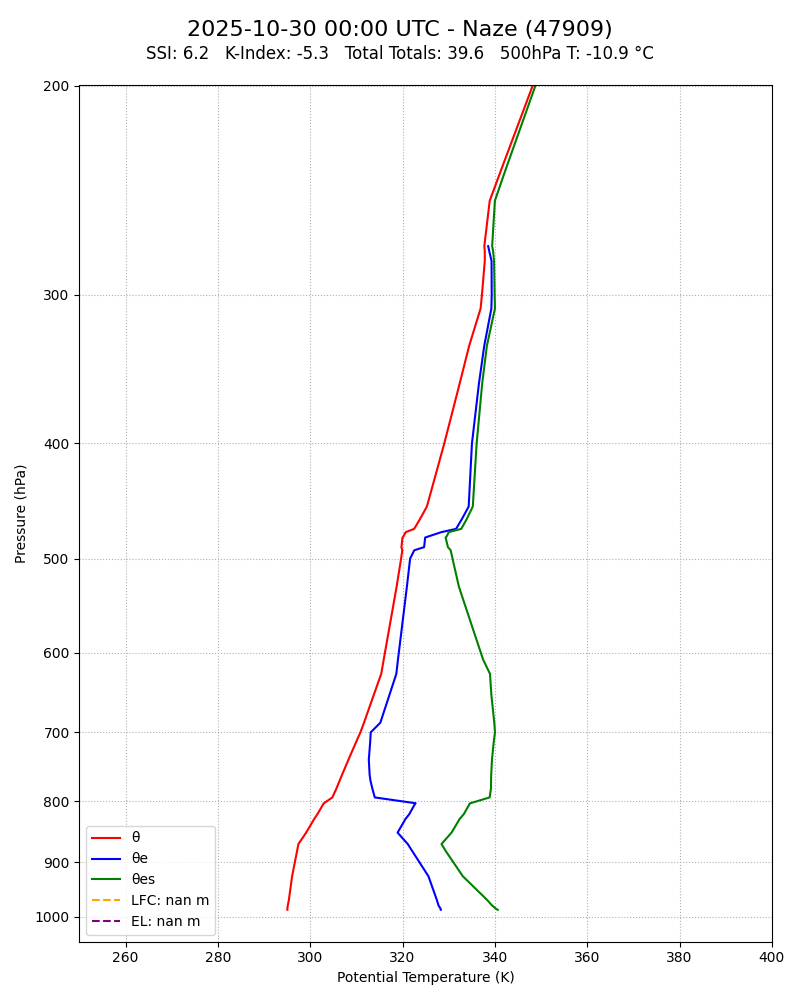 2025-10-30 00:00 UTC - Naze (47909)
SSI: 6.2   K-Index: -5.3   Total Totals: 39.6   500hPa T: -10.9 °C
200
300
400
500
600
700
800
900
1000
Pressure (hPa)
θ
θe
θes
LFC: nan m
EL: nan m
260
280
300
320
340
360
380
400
Potential Temperature (K)